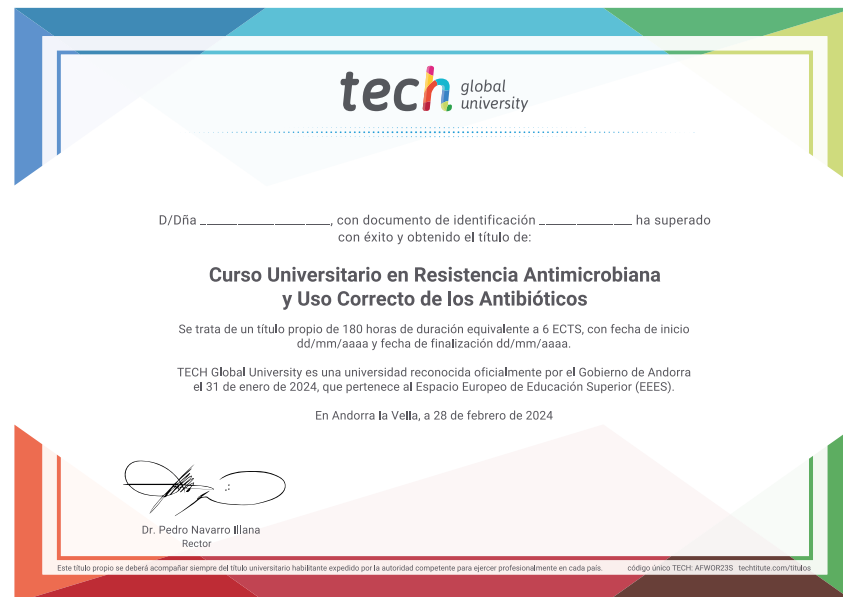 tech global
university
D/Dña ____________________, con documento de identificación ______________ ha superado
con éxito y obtenido el título de:
Curso Universitario en Resistencia Antimicrobiana
y Uso Correcto de los Antibióticos
Se trata de un título propio de 180 horas de duración equivalente a 6 ECTS, con fecha de inicio
dd/mm/aaaa y fecha de finalización dd/mm/aaaa.
TECH Global University es una universidad reconocida oficialmente por el Gobierno de Andorra
el 31 de enero de 2024, que pertenece al Espacio Europeo de Educación Superior (EEES).
En Andorra la Vella, a 28 de febrero de 2024
Dr. Pedro Navarro Illana
Rector
Este título propio se deberá acompañar siempre del título universitario habilitante expedido por la autoridad competente para ejercer profesionalmente en cada país. código único TECH: AFWOR23S techtitute.com/titulos